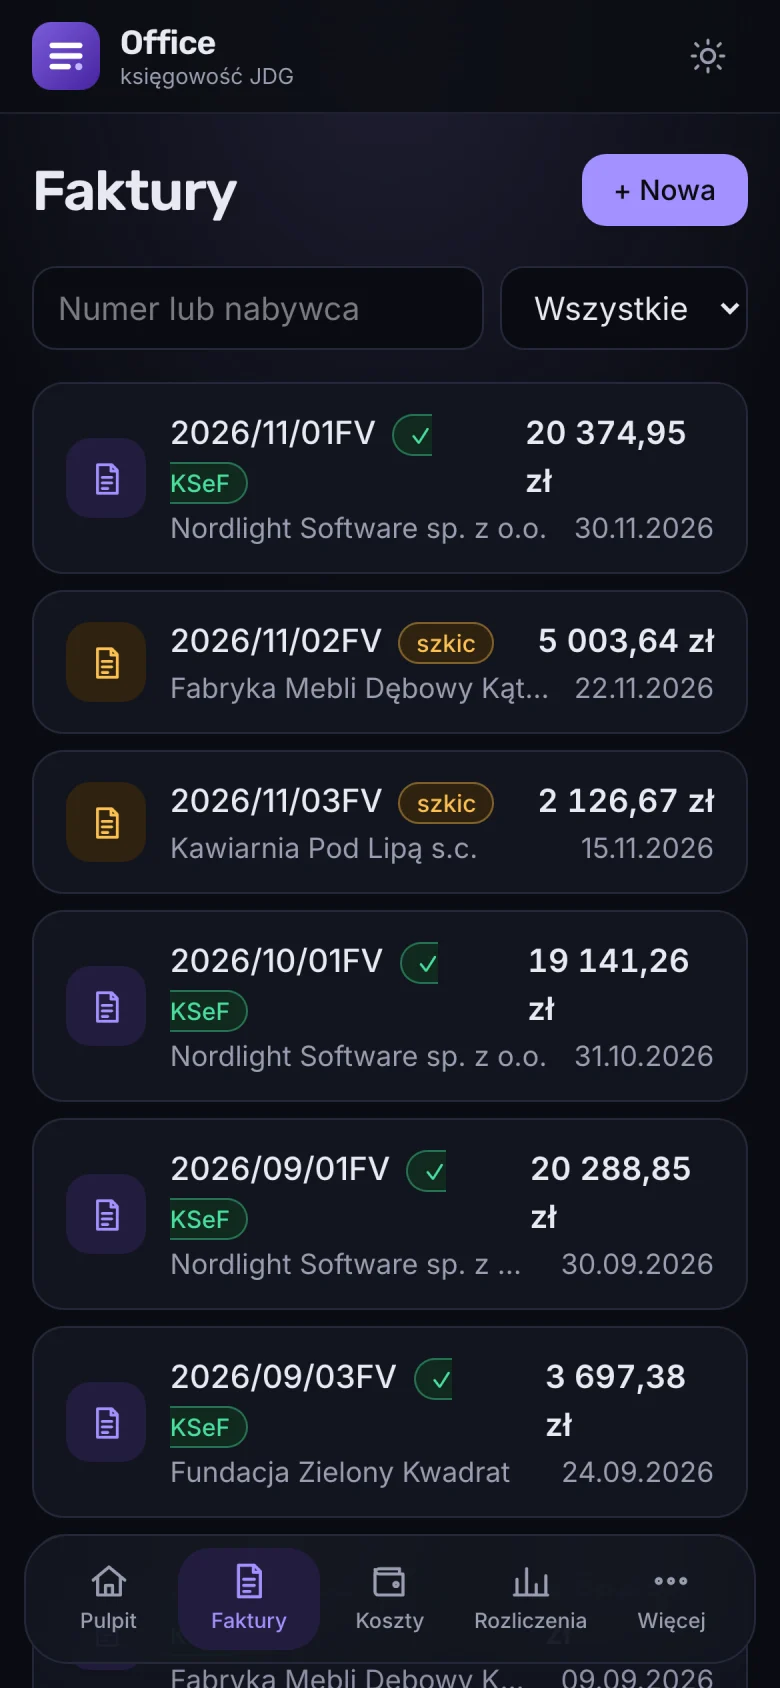 Office
księgowość JDG
Faktury
+ Nowa
Numer lub nabywca
Wszystkie
2026/11/01FV ✓ 20 374,95
KSeF zł
Nordlight Software sp. z o.o. 30.11.2026
2026/11/02FV szkic 5 003,64 zł
Fabryka Mebli Dębowy Kąt... 22.11.2026
2026/11/03FV szkic 2 126,67 zł
Kawiarnia Pod Lipą s.c. 15.11.2026
2026/10/01FV ✓ 19 141,26
KSeF zł
Nordlight Software sp. z o.o. 31.10.2026
2026/09/01FV ✓ 20 288,85
KSeF zł
Nordlight Software sp. z ... 30.09.2026
2026/09/03FV ✓ 3 697,38
KSeF zł
Fundacja Zielony Kwadrat 24.09.2026
Pulpit Faktury Koszty Rozliczenia Więcej
Fabryka Mebli Dębowy K... 09.09.2026